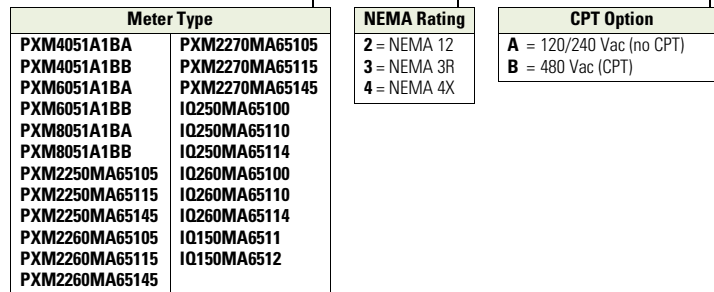 Meter Type
PXM4051A1BA
PXM4051A1BB
PXM6051A1BA
PXM6051A1BB
PXM8051A1BA
PXM8051A1BB
PXM2250MA65105
PXM2250MA65115
PXM2250MA65145
PXM2260MA65105
PXM2260MA65115
PXM2260MA65145
PXM2270MA65105
PXM2270MA65115
PXM2270MA65145
IQ250MA65100
IQ250MA65110
IQ250MA65114
IQ260MA65100
IQ260MA65110
IQ260MA65114
IQ150MA6511
IQ150MA6512
NEMA Rating
2 = NEMA 12
3 = NEMA 3R
4 = NEMA 4X
CPT Option
A = 120/240 Vac (no CPT)
B = 480 Vac (CPT)